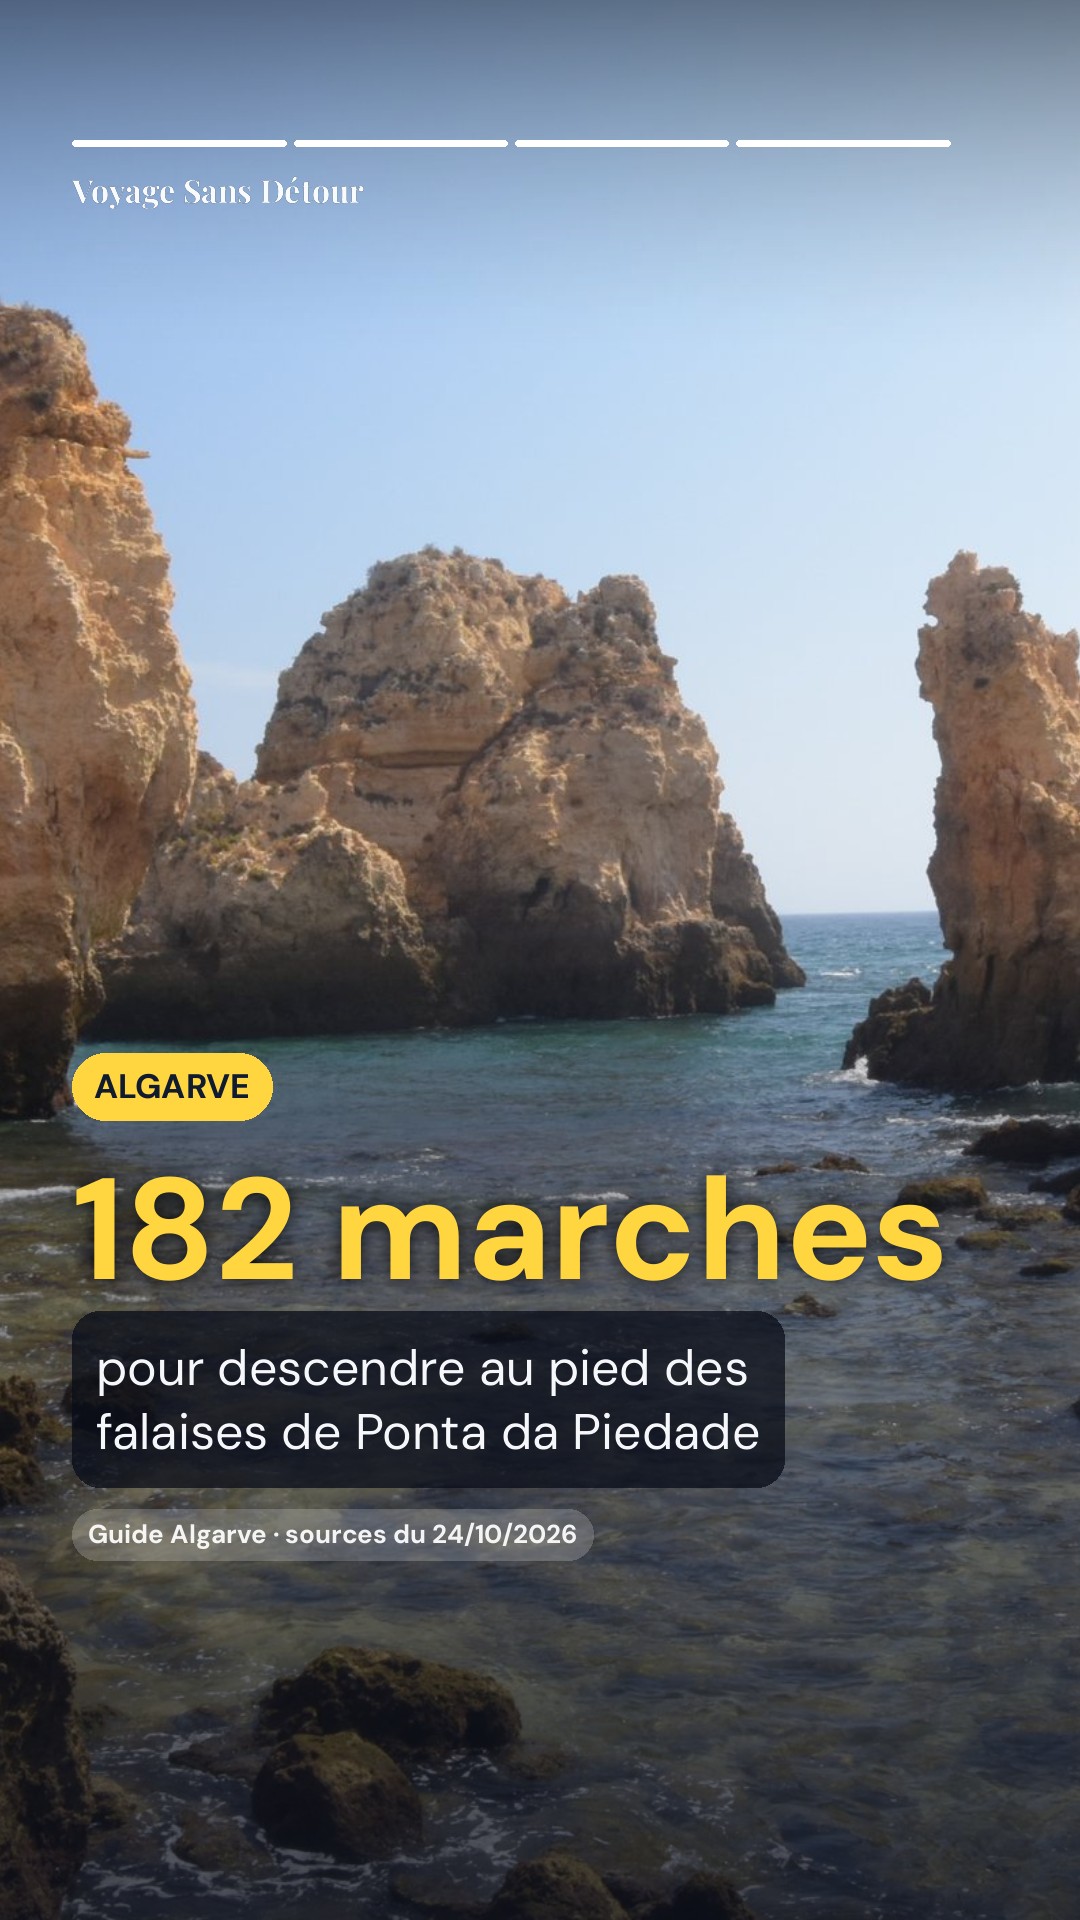 Voyage Sans Détour
ALGARVE
182 marches
pour descendre au pied des
falaises de Ponta da Piedade
Guide Algarve · sources du 24/10/2026